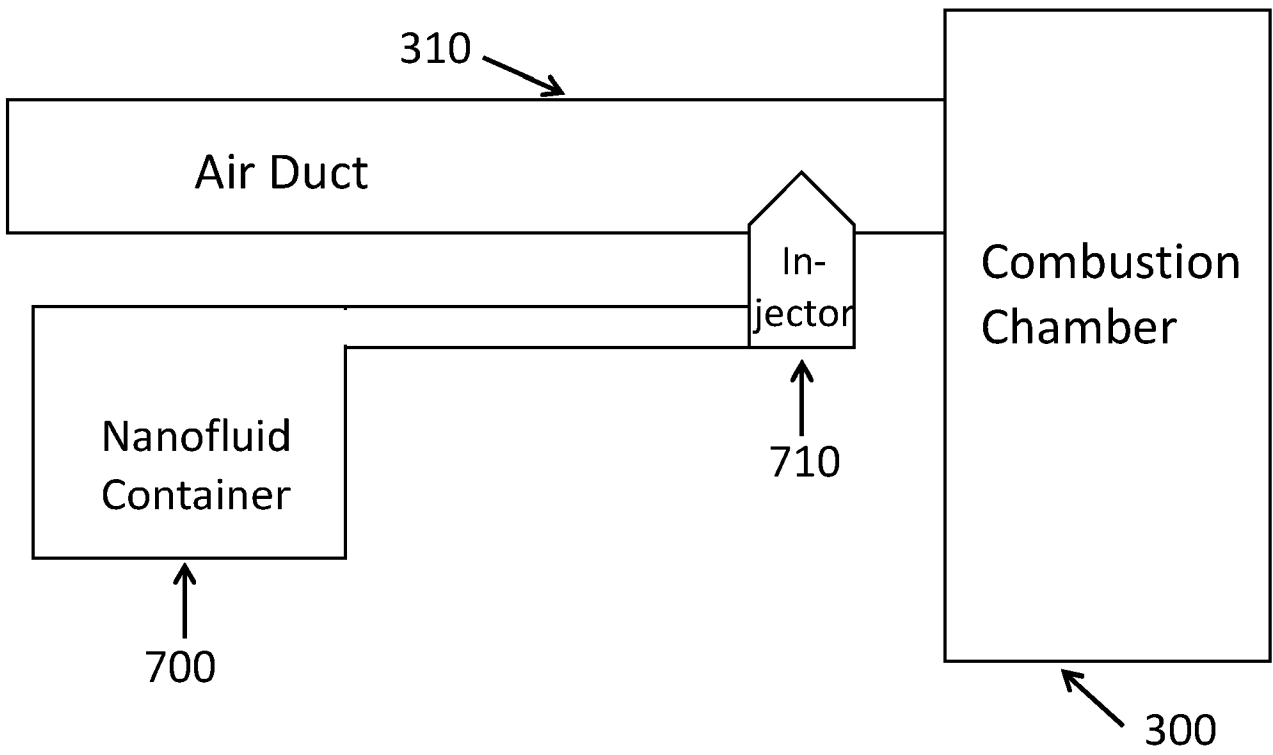 310
Air Duct
In-
jector
Combustion
Chamber
Nanofluid
Container
710
700
300